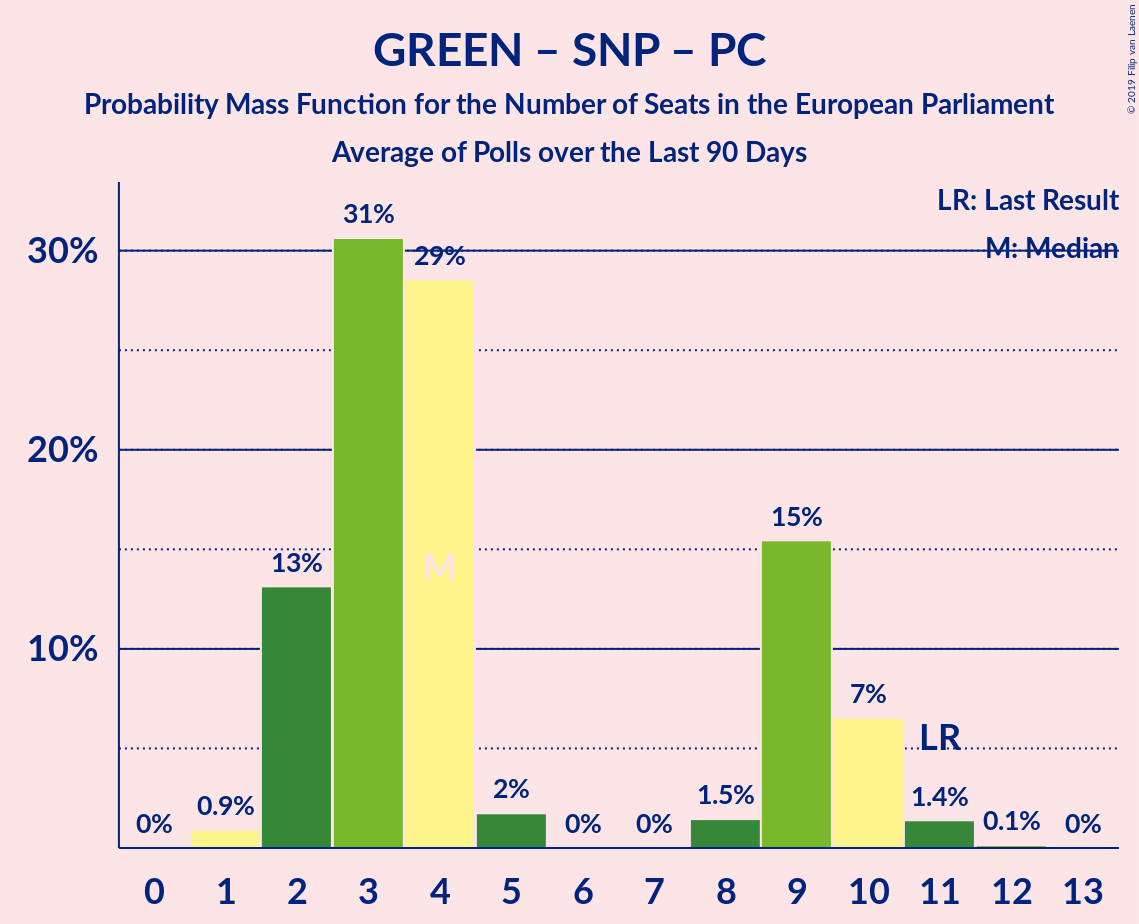 GREEN – SNP – PC
Probability Mass Function for the Number of Seats in the European Parliament
Average of Polls over the Last 90 Days
© 2019 Filip van Laenen
LR: Last Result
M: Median
30%
20%
10%
0%
0.9%
13%
31%
29%
M
2%
0%
0%
1.5%
15%
7%
LR
1.4%
0.1%
0%
0 1 2 3 4 5 6 7 8 9 10 11 12 13